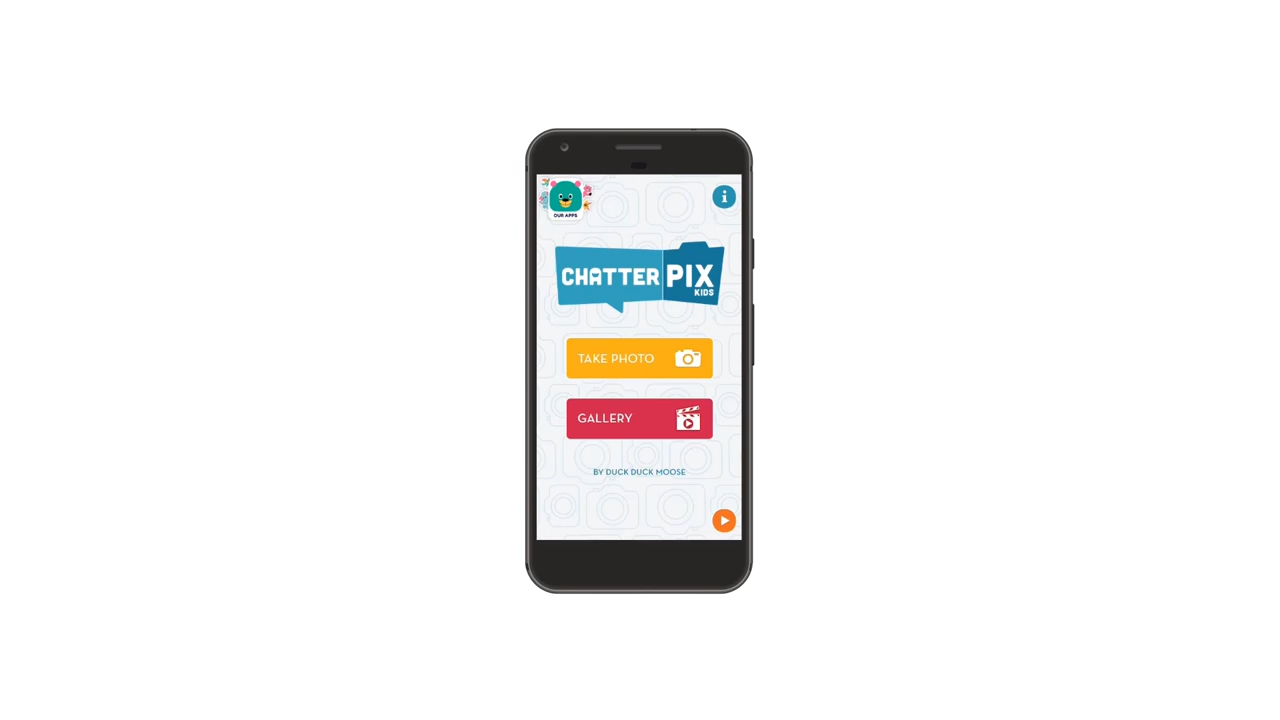 OUR APPS
i
CHATTER PIX
KIDS
TAKE PHOTO
GALLERY
BY DUCK DUCK MOOSE